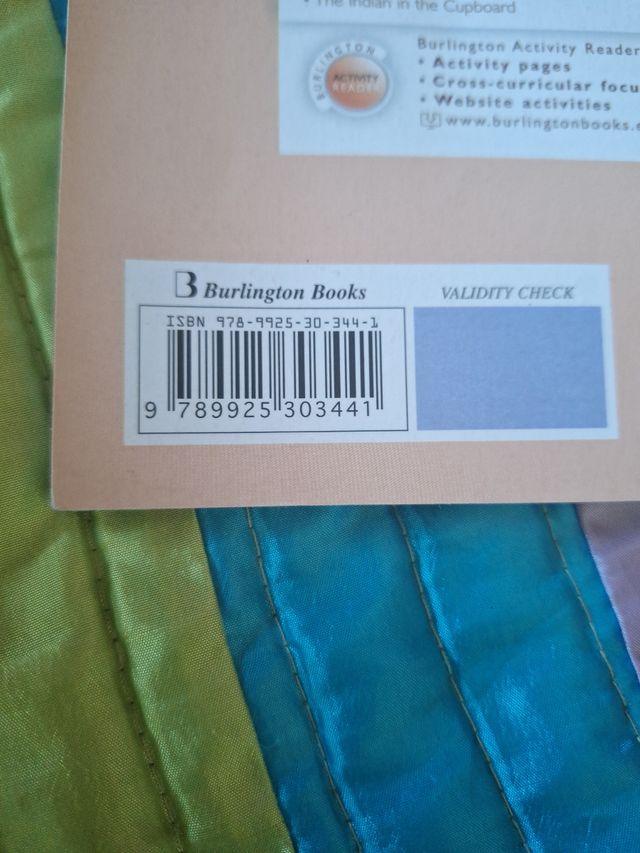 • The Indian in the Cupboard
BURLINGTON
ACTIVITY
READER
Burlington Activity Reader
• Activity pages
• Cross-curricular focu
• Website activities
www.burlingtonbooks.e
B Burlington Books
VALIDITY CHECK
ISBN 978-9925-30-344-1
9 789925 303441